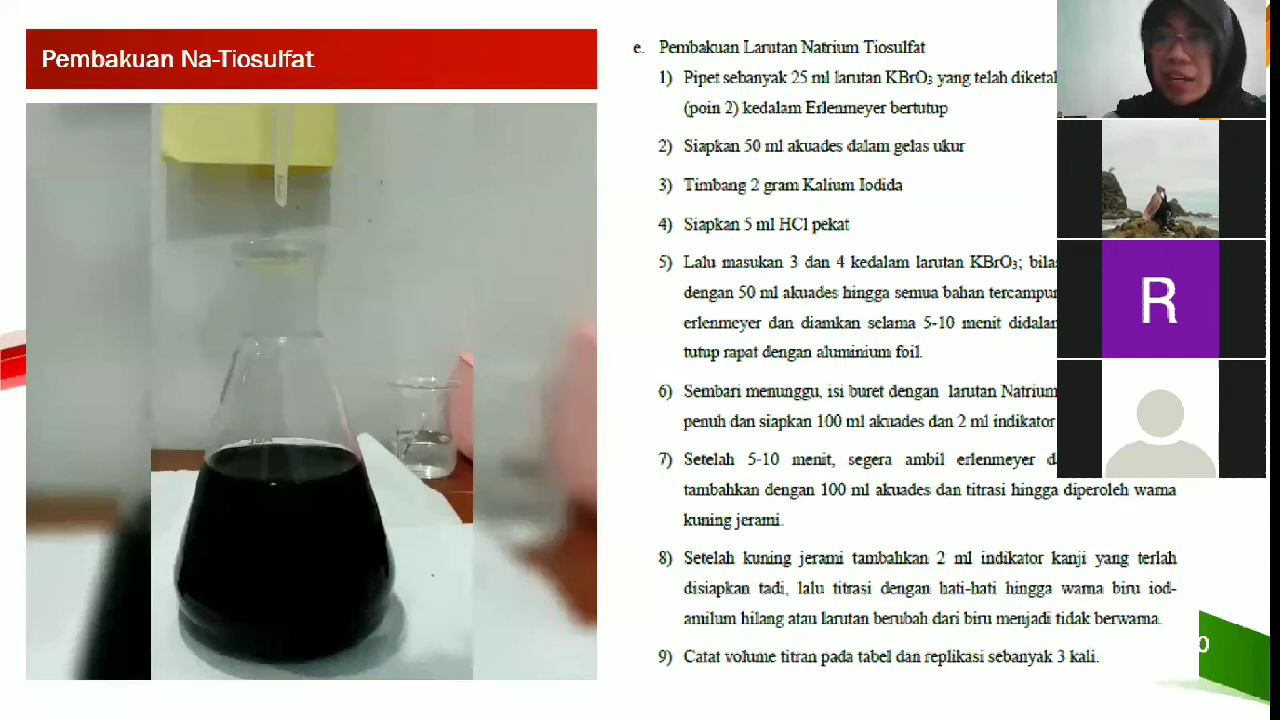 Pembakuan Na-Tiosulfat
e. Pembakuan Larutan Natrium Tiosulfat
1) Pipet sebanyak 25 ml larutan KBrO₃ yang telah
(poin 2) kedalam Erlenmeyer bertutup
2) Siapkan 50 ml akuades dalam gelas ukur
3) Timbang 2 gram Kalium Iodida
4) Siapkan 5 ml HCl pekat
5) Lalu masukan 3 dan 4 kedalam larutan KBrO₃;
dengan 50 ml akuades hingga semua bahan
erlenmeyer dan diamkan selama 5-10 menit
tutup rapat dengan aluminium foil.
6) Sembari menunggu, isi buret dengan larutan Natrium
penuh dan siapkan 100 ml akuades dan 2 ml indikator
7) Setelah 5-10 menit, segera ambil erlenmeyer
tambahkan dengan 100 ml akuades dan titrasi hingga diperoleh warna
kuning jerami.
8) Setelah kuning jerami tambahkan 2 ml indikator kanji yang terlah
disiapkan tadi, lalu titrasi dengan hati-hati hingga warna biru iod-
amilum hilang atau larutan berubah dari biru menjadi tidak berwarna.
9) Catat volume titran pada tabel dan replikasi sebanyak 3 kali.
R